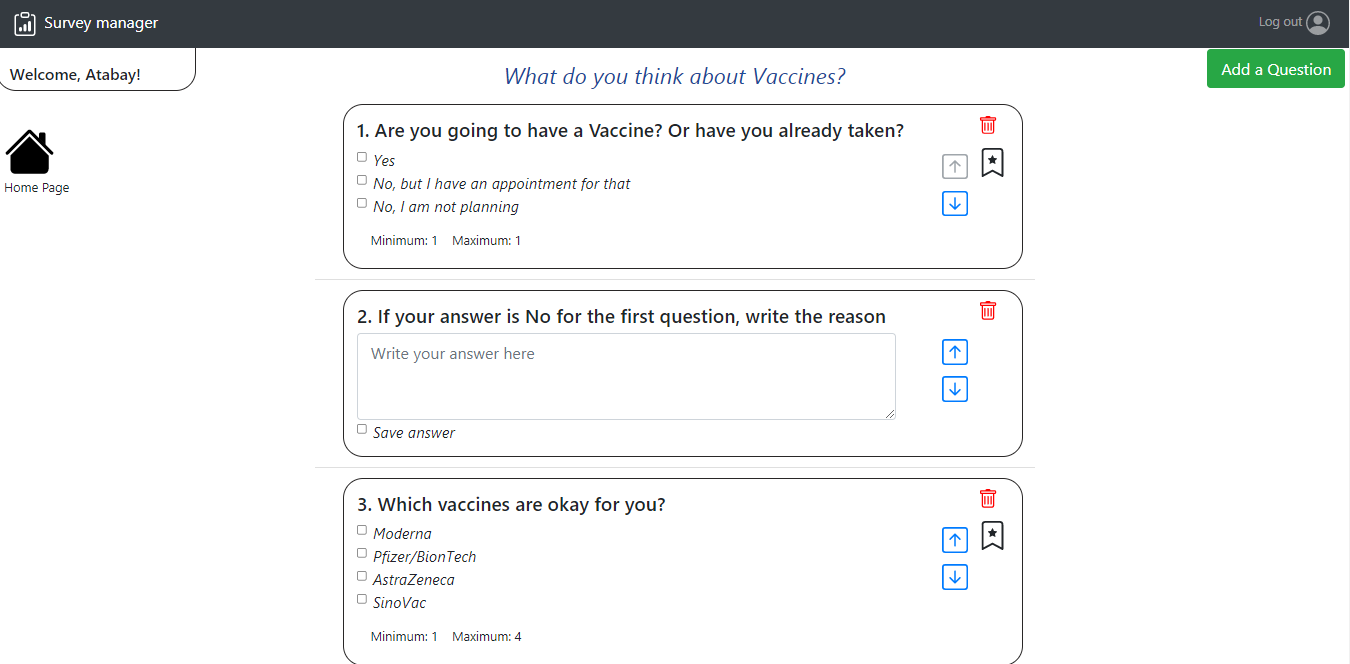 Survey manager
Log out
Welcome, Atabay!
What do you think about Vaccines?
Add a Question
Home Page
1. Are you going to have a Vaccine? Or have you already taken?
Yes
No, but I have an appointment for that
No, I am not planning
Minimum: 1 Maximum: 1
2. If your answer is No for the first question, write the reason
Write your answer here
Save answer
3. Which vaccines are okay for you?
Moderna
Pfizer/BionTech
AstraZeneca
SinoVac
Minimum: 1 Maximum: 4